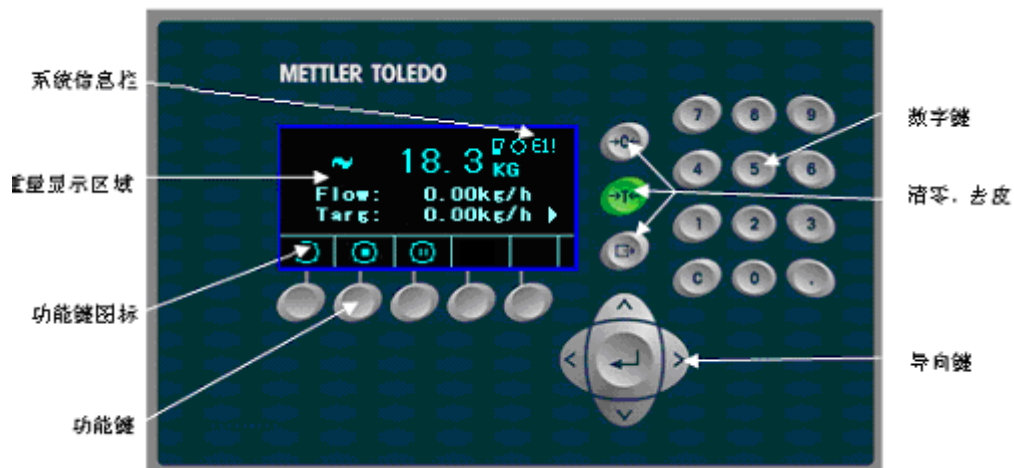 METTLER TOLEDO
系统信息栏
重量显示区域
功能键图标
功能键
数字键
清零，去皮
导向键
E1!
~ 18.3 KG
Flow: 0.00kg/h
Targ: 0.00kg/h
→0←
→T←
7 8 9
4 5 6
1 2 3
C 0 .